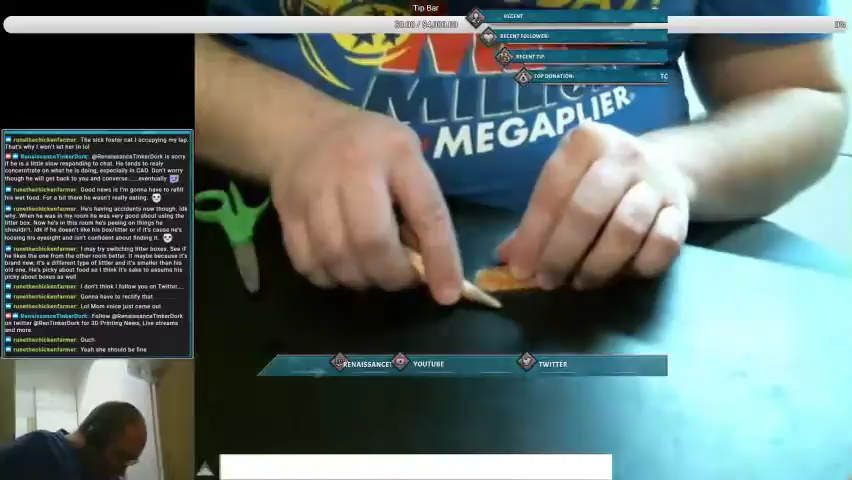 Tip Bar
$0.00 / $4,000.00
0%
RECENT
RECENT FOLLOWER:
RECENT TIP:
TOP DONATION:
TO
DAY
MILLION
MEGAPLIER
runethechickenfarmer: The sick foster cat I occupying my lap.
That's why I won't let her in lol
RenaissanceTinkerDork: @RenaissanceTinkerDork is sorry
if he is a little slow responding to chat. He tends to really
concentrate on what he is doing, especially in CAD. Don't worry
though he will get back to you and converse......eventually
runethechickenfarmer: Good news is I'm gonna have to refill
his wet food. For a bit there he wasn't really eating.
runethechickenfarmer: He's having accidents now though. Idk
why. When he was in my room he was very good about using the
litter box. Now he's in this room he's peeing on things he
shouldn't. Idk if he doesn't like his box/litter or if it's cause he's
loosing his eyesight and isn't confident about finding it.
runethechickenfarmer: I may try switching litter boxes. See if
he likes the one from the other room better. It maybe because it's
brand new, it's a different type of littler and it's smaller than his
old one. He's picky about food so I think it's sake to assume his
picky about boxes as well
runethechickenfarmer: I don't think I follow you on Twitter....
runethechickenfarmer: Gonna have to rectify that
runethechickenfarmer: Lol Mom voice just came out
RenaissanceTinkerDork: Follow @RenaissanceTinkerDork
on twitter @RenTinkerDork for 3D Printing News, Live streams
and more.
runethechickenfarmer: Ouch
runethechickenfarmer: Yeah she should be fine
RENAISSANCE
YOUTUBE
TWITTER